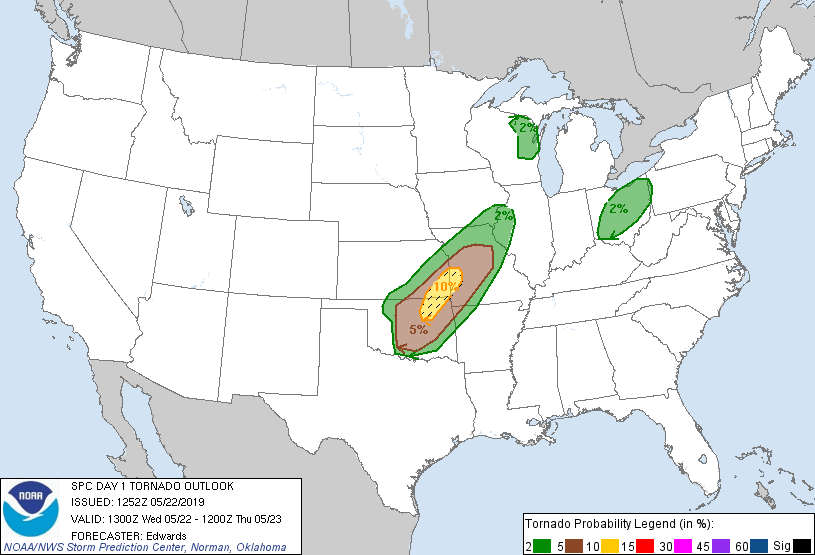 2%
2%
2%
10%
5%
NOAA
SPC DAY 1 TORNADO OUTLOOK
ISSUED: 1252Z 05/22/2019
VALID: 1300Z Wed 05/22 - 1200Z Thu 05/23
FORECASTER: Edwards
NOAA/NWS Storm Prediction Center, Norman, Oklahoma
Tornado Probability Legend (in %):
2 5 10 15 30 45 60 Sig